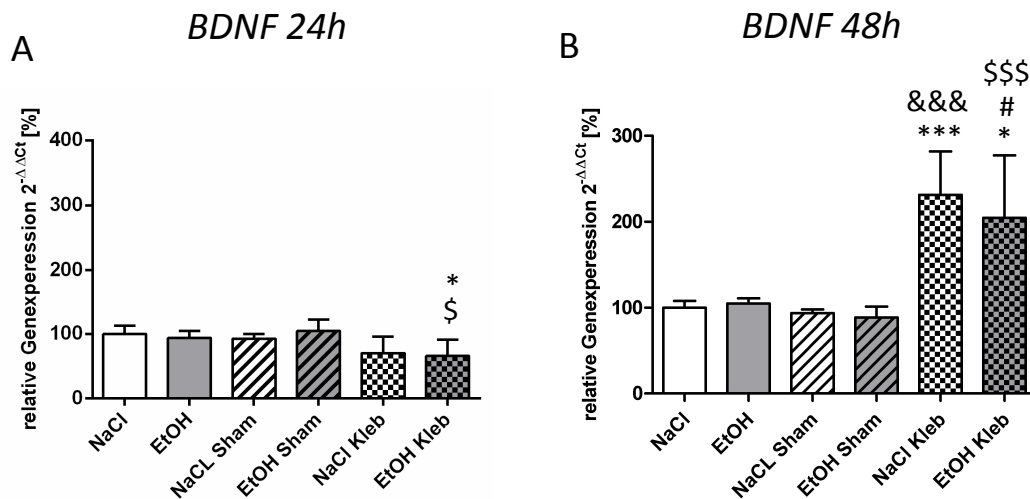 BDNF 24h
A
relative Genexperession 2^-ΔΔCt [%]
400
300
200
100
0
*
$
NaCl
EtOH
NaCL Sham
EtOH Sham
NaCl Kleb
EtOH Kleb
BDNF 48h
B
relative Genexperession 2^-ΔΔCt [%]
300
200
100
0
&&&
***
$$$
#
*
NaCl
EtOH
NaCL Sham
EtOH Sham
NaCl Kleb
EtOH Kleb